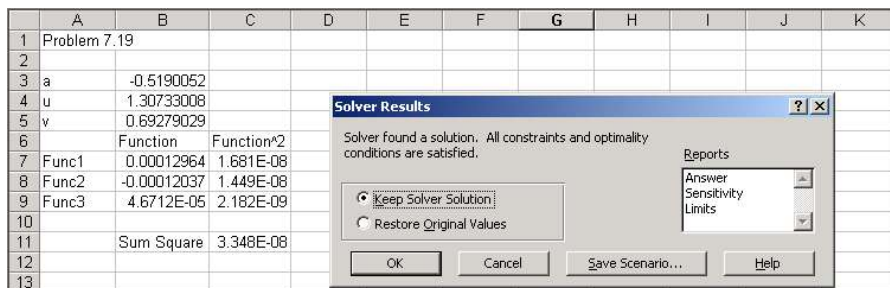 A B C D E F G H I J K
1 Problem 7.19
2
3 a -0.5190052
4 u 1.30733008
5 v 0.69279029
6 Function Function^2
7 Func1 0.00012964 1.681E-08
8 Func2 -0.00012037 1.449E-08
9 Func3 4.6712E-05 2.182E-09
10
11 Sum Square 3.348E-08
12
13
Solver Results
Solver found a solution. All constraints and optimality
conditions are satisfied.
Reports
Answer
Sensitivity
Limits
Keep Solver Solution
Restore Original Values
OK Cancel Save Scenario... Help